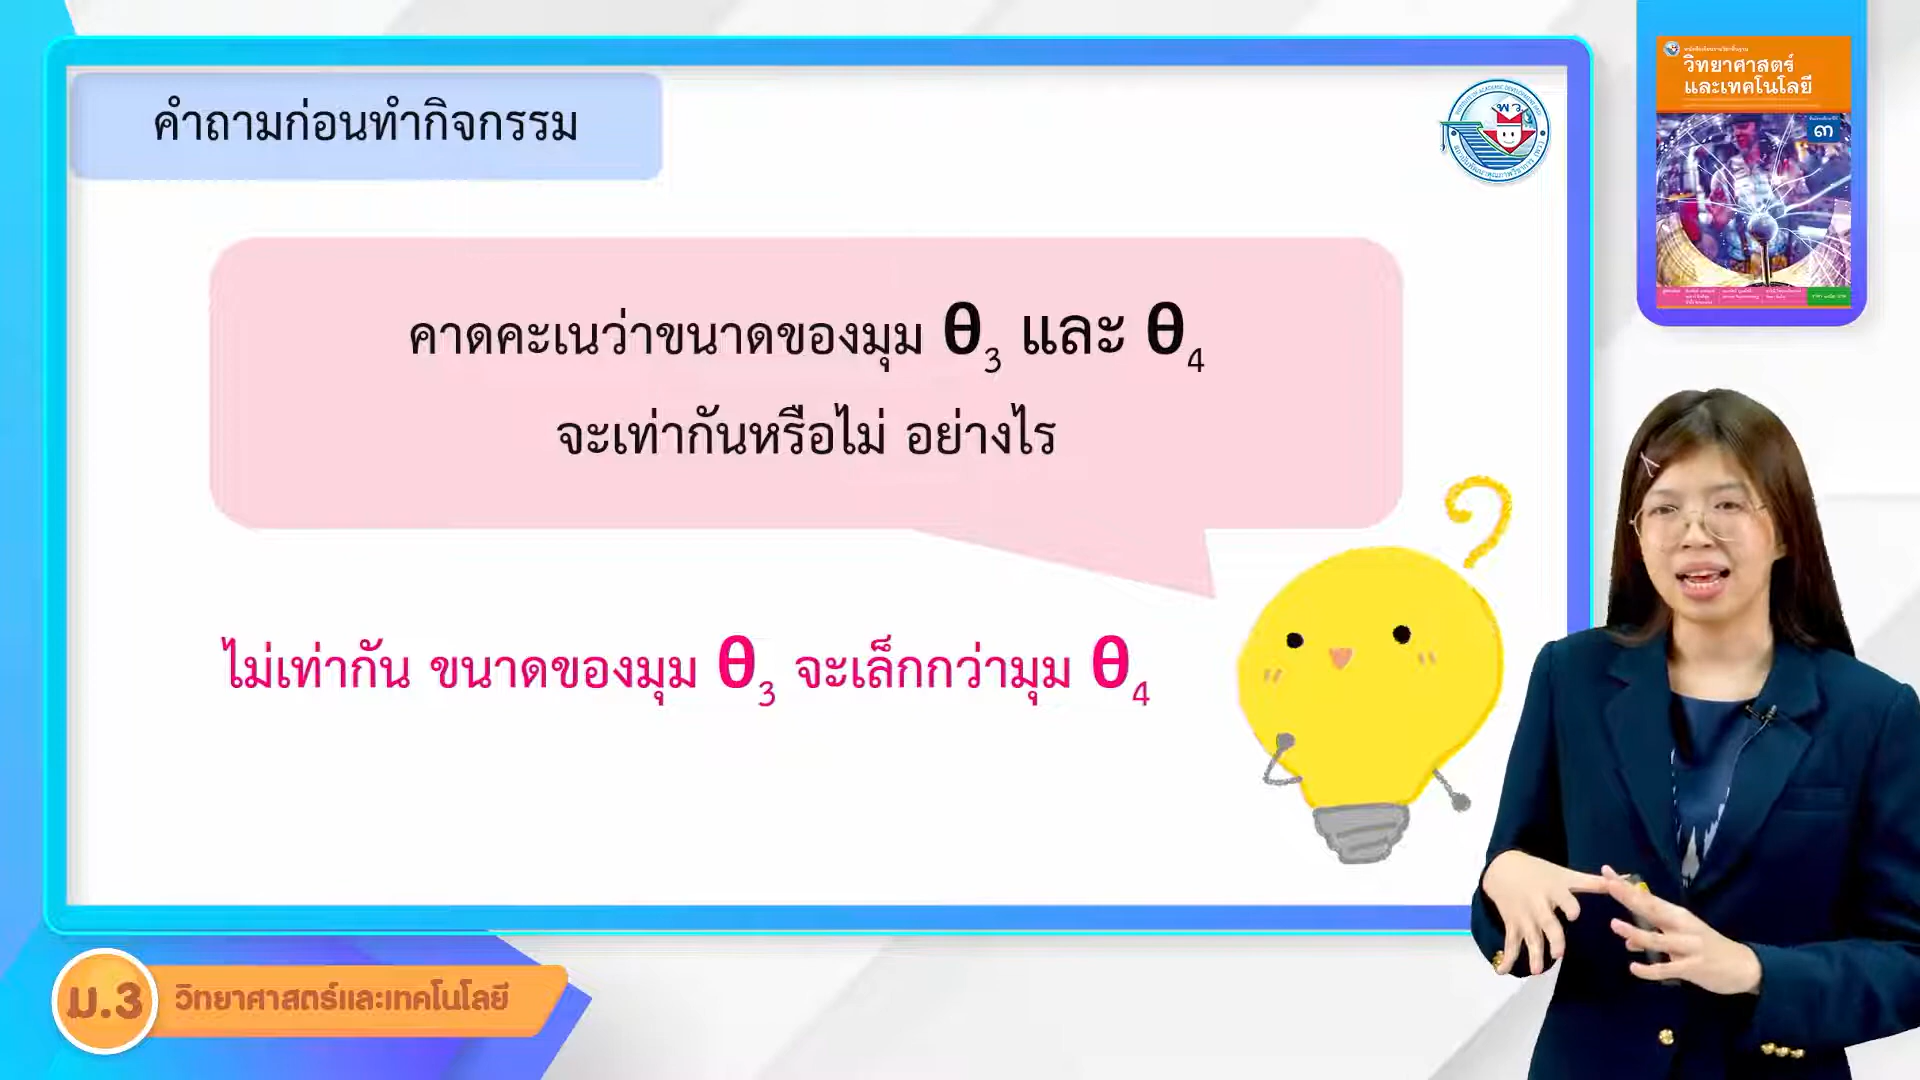 คำถามก่อนทำกิจกรรม
คาดคะเนว่าขนาดของมุม θ₃ และ θ₄
จะเท่ากันหรือไม่ อย่างไร
ไม่เท่ากัน ขนาดของมุม θ₃ จะเล็กกว่ามุม θ₄
พว.
วิทยาศาสตร์
และเทคโนโลยี
๓
ม.3 วิทยาศาสตร์และเทคโนโลยี